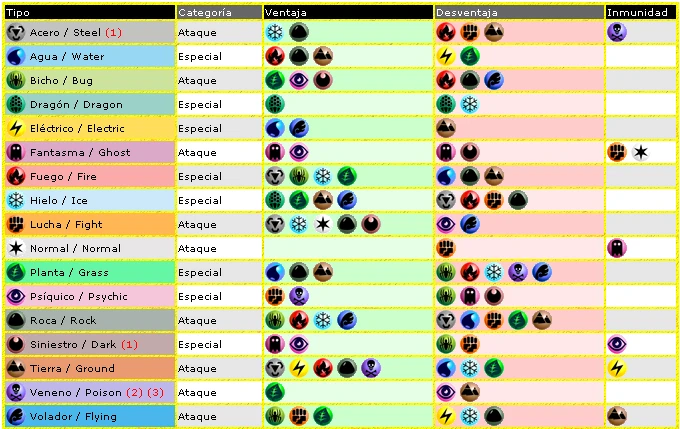 Tipo Categoría Ventaja Desventaja Inmunidad
Acero / Steel (1) Ataque
Agua / Water Especial
Bicho / Bug Ataque
Dragón / Dragon Especial
Eléctrico / Electric Especial
Fantasma / Ghost Ataque
Fuego / Fire Especial
Hielo / Ice Especial
Lucha / Fight Ataque
Normal / Normal Ataque
Planta / Grass Especial
Psíquico / Psychic Especial
Roca / Rock Ataque
Siniestro / Dark (1) Especial
Tierra / Ground Ataque
Veneno / Poison (2) (3) Ataque
Volador / Flying Ataque